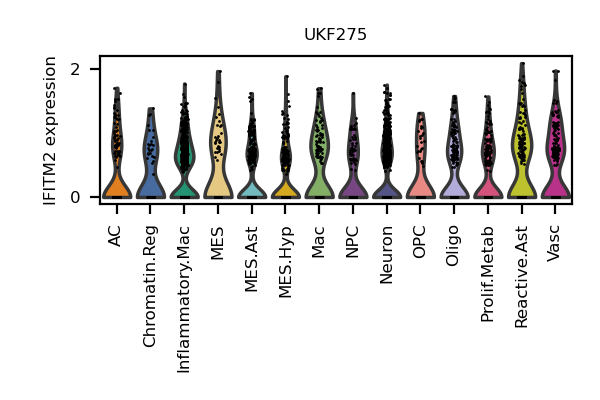 UKF275
IFITM2 expression
2
0
AC
Chromatin.Reg
Inflammatory.Mac
MES
MES.Ast
MES.Hyp
Mac
NPC
Neuron
OPC
Oligo
Prolif.Metab
Reactive.Ast
Vasc